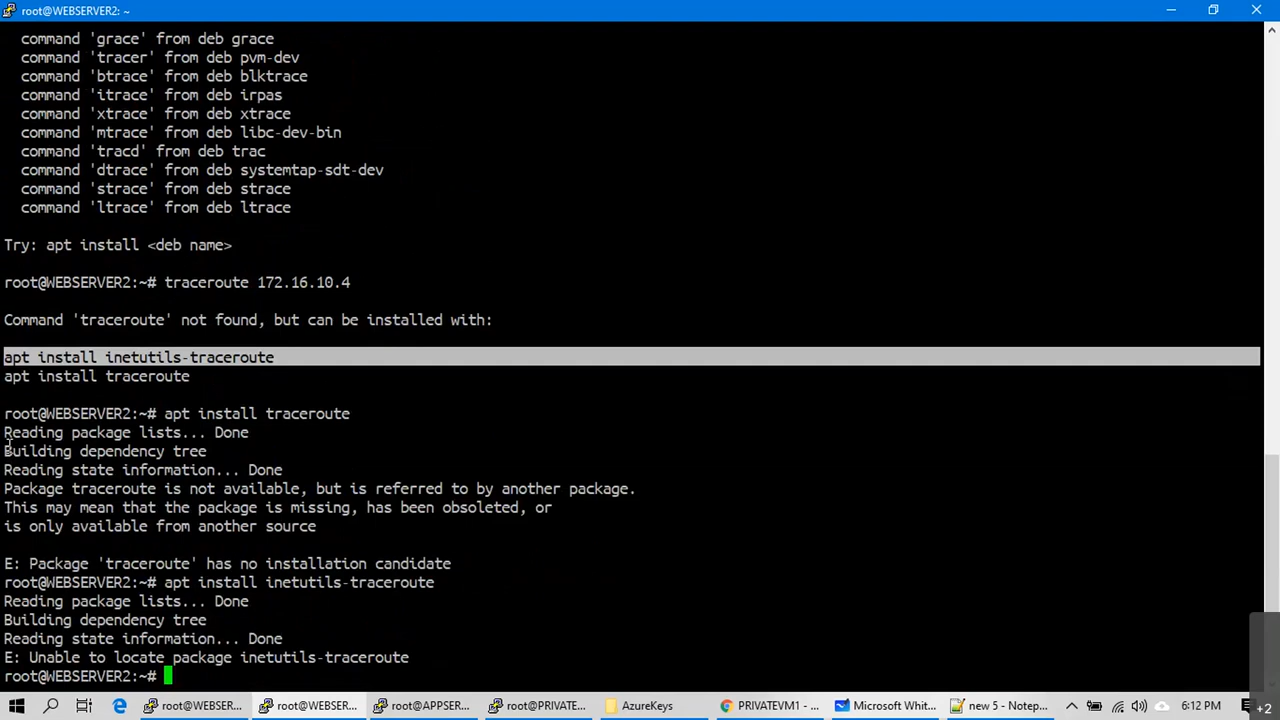 root@WEBSERVER2: ~
command 'grace' from deb grace
command 'tracer' from deb pvm-dev
command 'btrace' from deb blktrace
command 'itrace' from deb irpas
command 'xtrace' from deb xtrace
command 'mtrace' from deb libc-dev-bin
command 'tracd' from deb trac
command 'dtrace' from deb systemtap-sdt-dev
command 'strace' from deb strace
command 'ltrace' from deb ltrace
Try: apt install <deb name>
root@WEBSERVER2:~# traceroute 172.16.10.4
Command 'traceroute' not found, but can be installed with:
apt install inetutils-traceroute
apt install traceroute
root@WEBSERVER2:~# apt install traceroute
Reading package lists... Done
Building dependency tree
Reading state information... Done
Package traceroute is not available, but is referred to by another package.
This may mean that the package is missing, has been obsoleted, or
is only available from another source
E: Package 'traceroute' has no installation candidate
root@WEBSERVER2:~# apt install inetutils-traceroute
Reading package lists... Done
Building dependency tree
Reading state information... Done
E: Unable to locate package inetutils-traceroute
root@WEBSERVER2:~#
root@WEBSER... root@WEBSER... root@APPSER... root@PRIVATE... AzureKeys PRIVATEVM1 - ... Microsoft Whit... new 5 - Notep... 6:12 PM +2